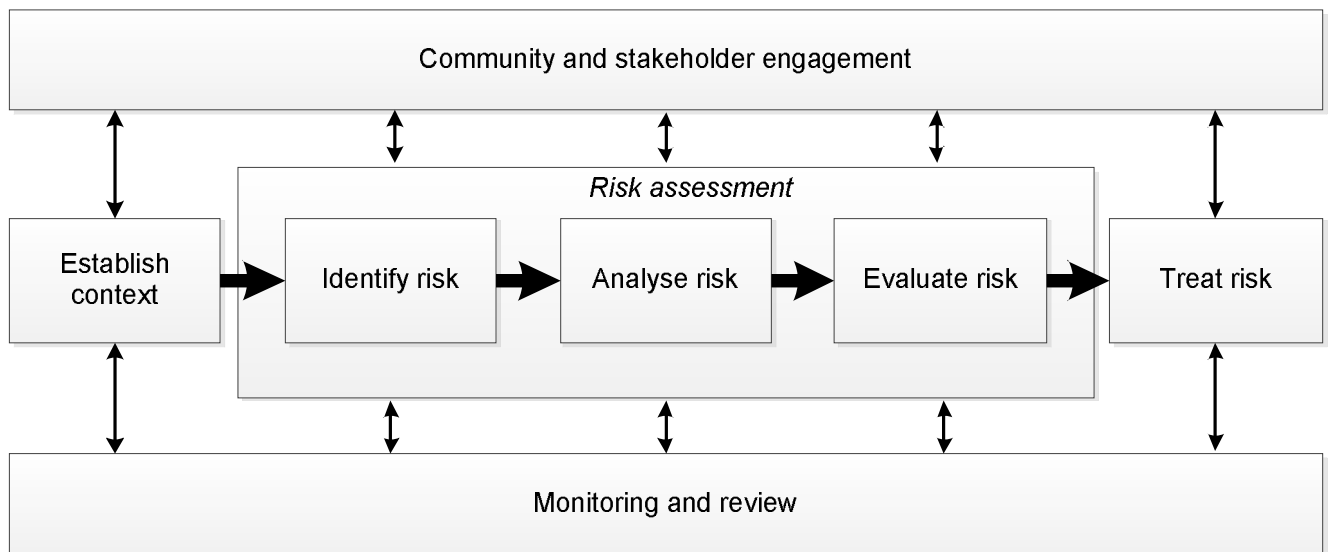 Community and stakeholder engagement
Risk assessment
Establish
context
Identify risk
Analyse risk
Evaluate risk
Treat risk
Monitoring and review